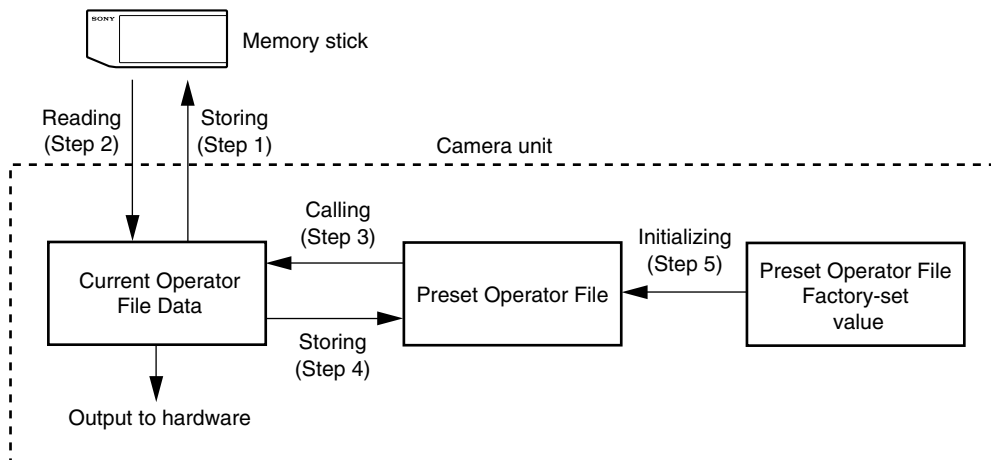 SONY
Memory stick
Reading
(Step 2)
Storing
(Step 1)
Camera unit
Calling
(Step 3)
Initializing
(Step 5)
Current Operator
File Data
Preset Operator File
Preset Operator File
Factory-set
value
Storing
(Step 4)
Output to hardware